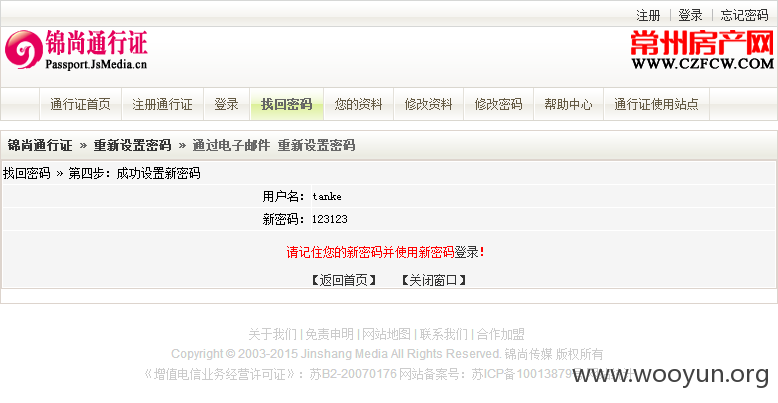 注册 | 登录 | 忘记密码
锦尚通行证
Passport.JsMedia.cn
常州房产网
WWW.CZFCW.COM
通行证首页 注册通行证 登录 找回密码 您的资料 修改资料 修改密码 帮助中心 通行证使用站点
锦尚通行证 » 重新设置密码 » 通过电子邮件 重新设置密码
找回密码 » 第四步：成功设置新密码
用户名： tanke
新密码： 123123
请记住您的新密码并使用新密码登录！
【返回首页】 【关闭窗口】
关于我们 | 免责申明 | 网站地图 | 联系我们 | 合作加盟
Copyright © 2003-2015 Jinshang Media All Rights Reserved. 锦尚传媒 版权所有
《增值电信业务经营许可证》：苏B2-20070176 网站备案号：苏ICP备10013879号
www.wooyun.org